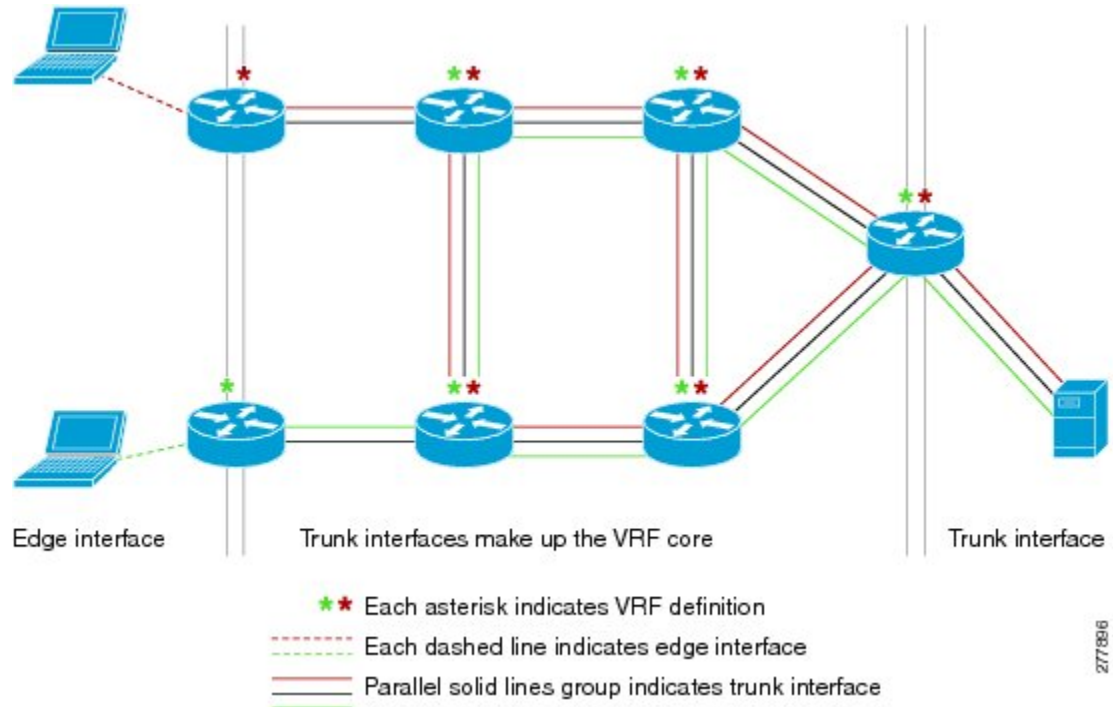 * 
* *
* *
* *
*
* *
* *
Edge interface
Trunk interfaces make up the VRF core
Trunk interface
** Each asterisk indicates VRF definition
Each dashed line indicates edge interface
Parallel solid lines group indicates trunk interface
277896